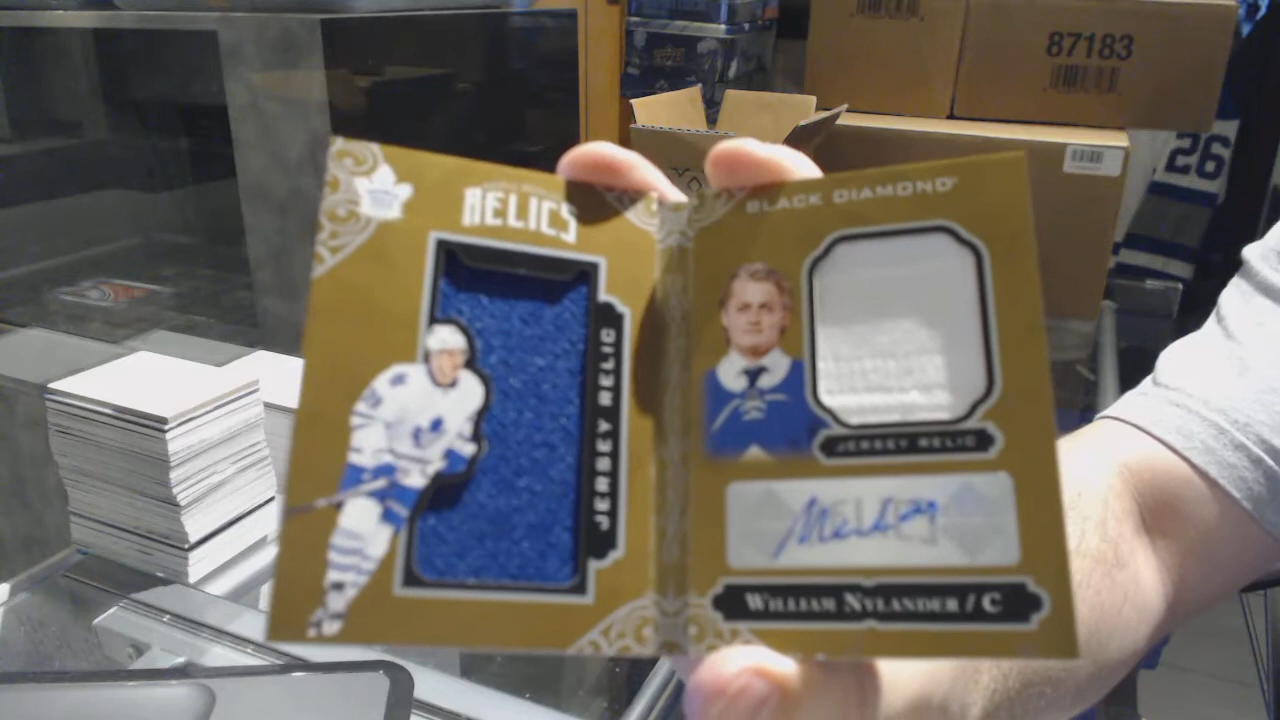 87183
26
RELICS
BLACK DIAMOND
JERSEY RELIC
JERSEY RELIC
WILLIAM NYLANDER / C